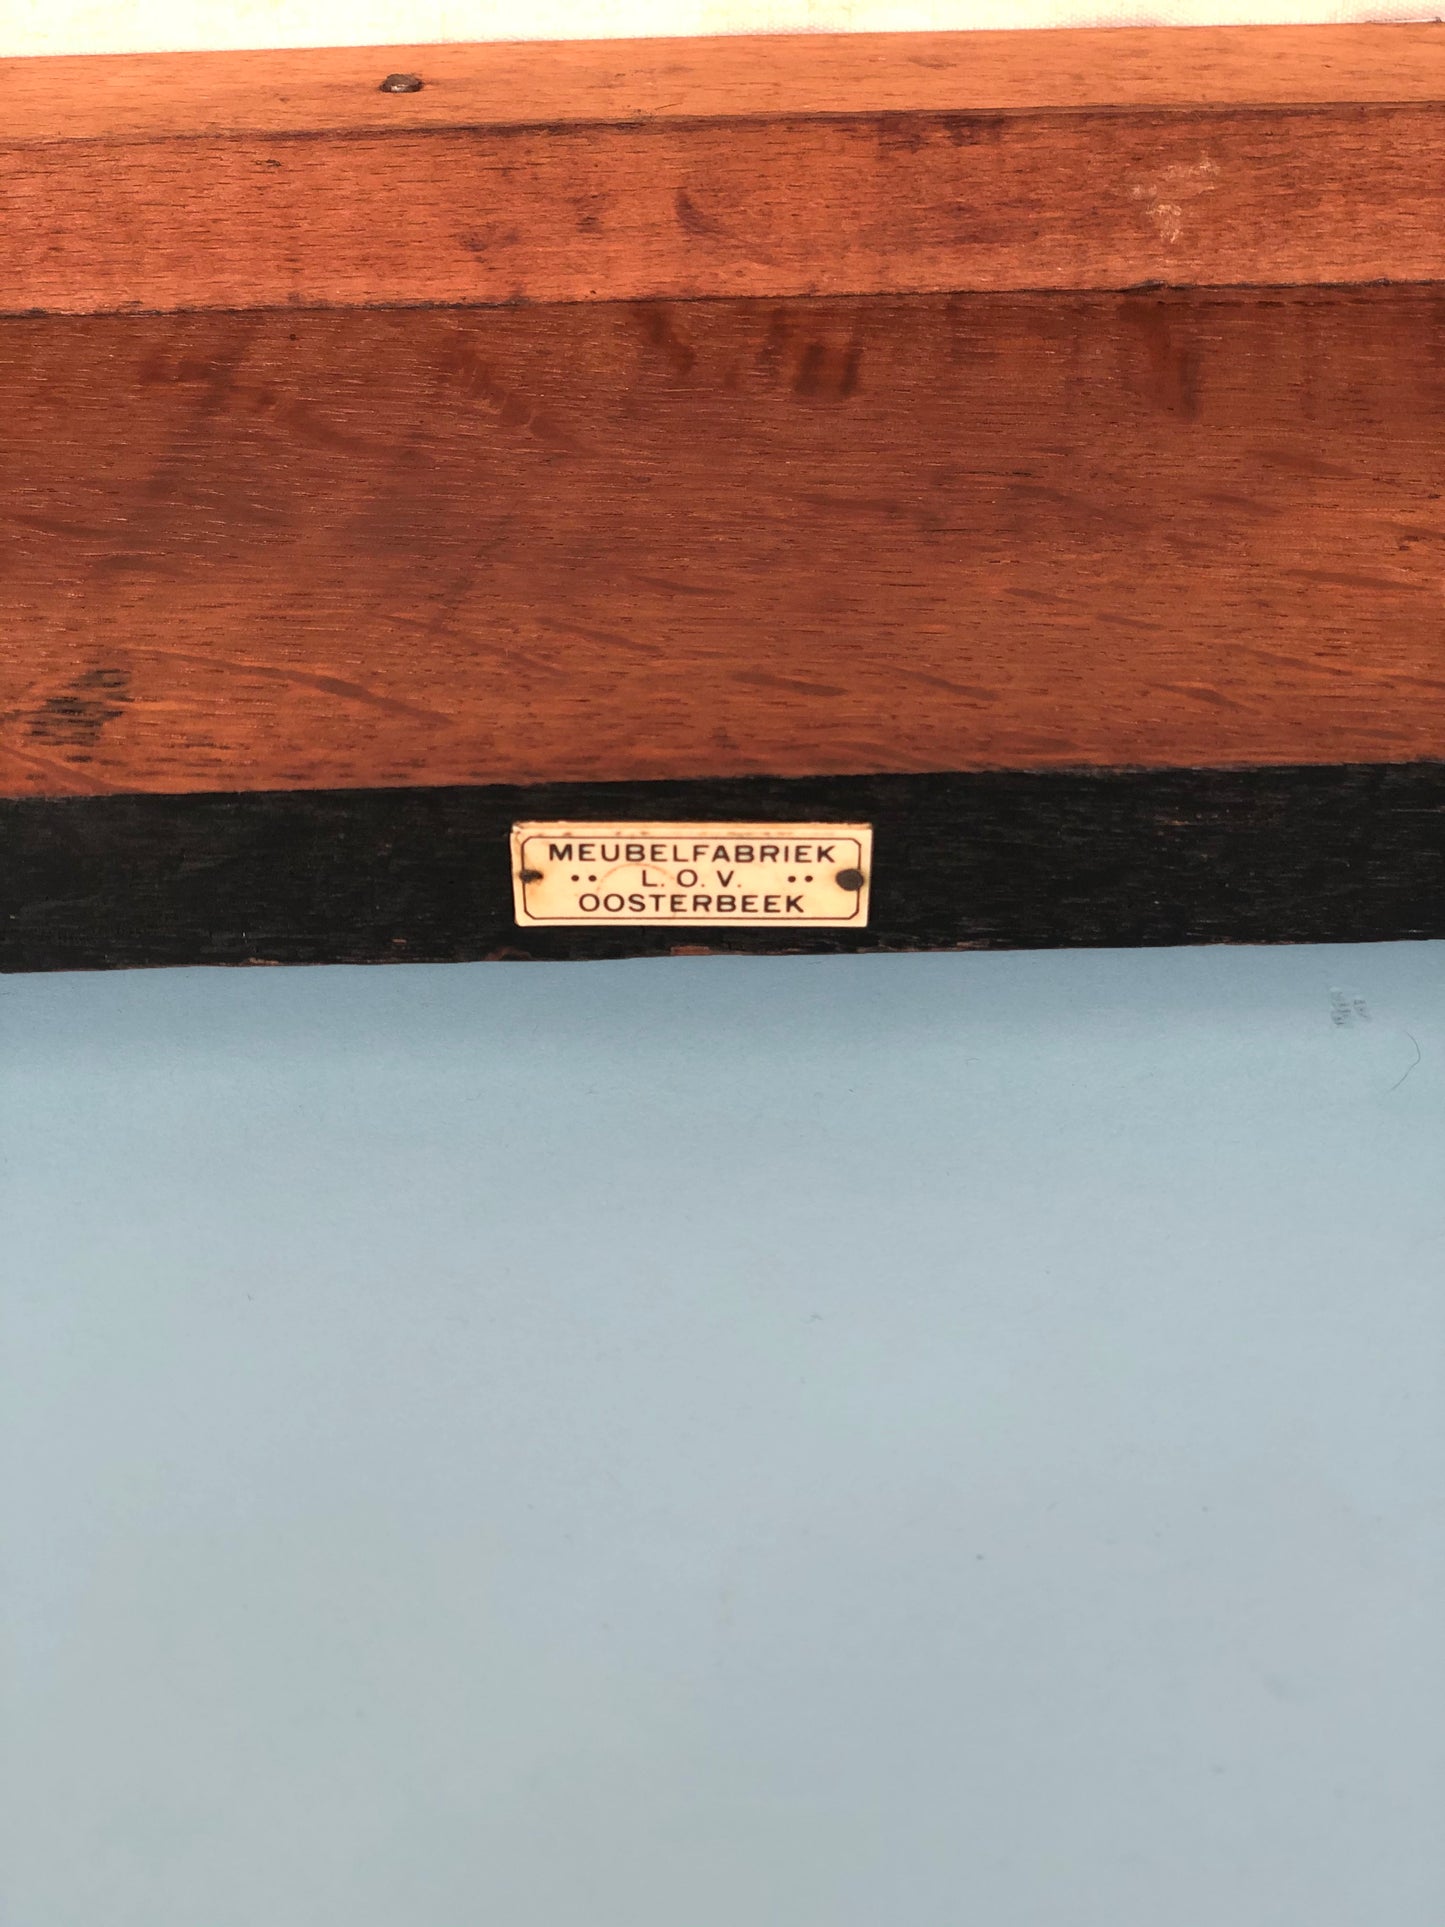 MEUBELFABRIEK
•• L. O. V. ••
OOSTERBEEK